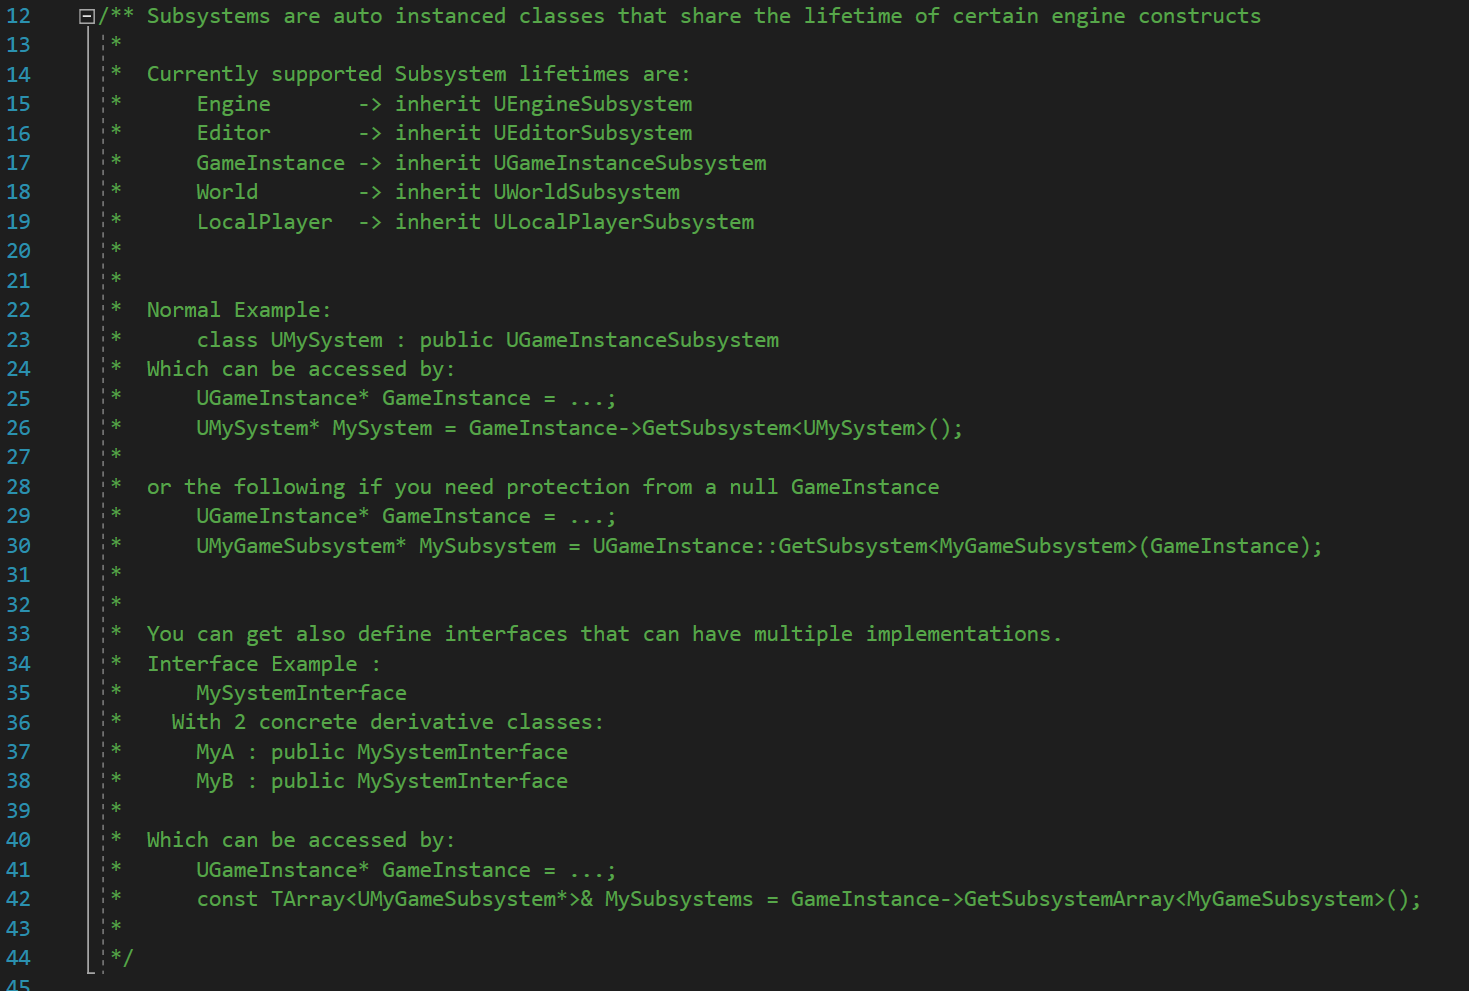 12 /** Subsystems are auto instanced classes that share the lifetime of certain engine constructs
13  *
14  *  Currently supported Subsystem lifetimes are:
15  *      Engine       -> inherit UEngineSubsystem
16  *      Editor       -> inherit UEditorSubsystem
17  *      GameInstance -> inherit UGameInstanceSubsystem
18  *      World        -> inherit UWorldSubsystem
19  *      LocalPlayer  -> inherit ULocalPlayerSubsystem
20  *
21  *
22  *  Normal Example:
23  *      class UMySystem : public UGameInstanceSubsystem
24  *  Which can be accessed by:
25  *      UGameInstance* GameInstance = ...;
26  *      UMySystem* MySystem = GameInstance->GetSubsystem<UMySystem>();
27  *
28  *  or the following if you need protection from a null GameInstance
29  *      UGameInstance* GameInstance = ...;
30  *      UMyGameSubsystem* MySubsystem = UGameInstance::GetSubsystem<MyGameSubsystem>(GameInstance);
31  *
32  *
33  *  You can get also define interfaces that can have multiple implementations.
34  *  Interface Example :
35  *      MySystemInterface
36  *    With 2 concrete derivative classes:
37  *      MyA : public MySystemInterface
38  *      MyB : public MySystemInterface
39  *
40  *  Which can be accessed by:
41  *      UGameInstance* GameInstance = ...;
42  *      const TArray<UMyGameSubsystem*>& MySubsystems = GameInstance->GetSubsystemArray<MyGameSubsystem>();
43  *
44  */
45